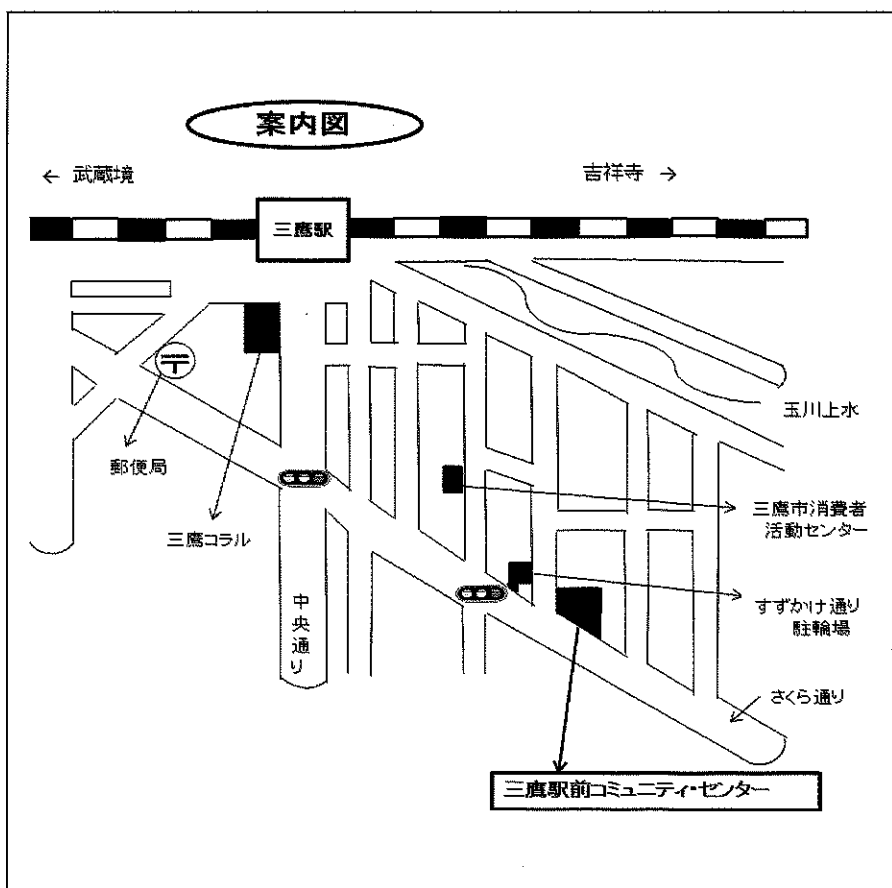 案内図
← 武蔵境
吉祥寺 →
三鷹駅
〒
玉川上水
郵便局
三鷹コラル
三鷹市消費者
活動センター
中央通り
すずかけ通り
駐輪場
さくら通り
三鷹駅前コミュニティ・センター